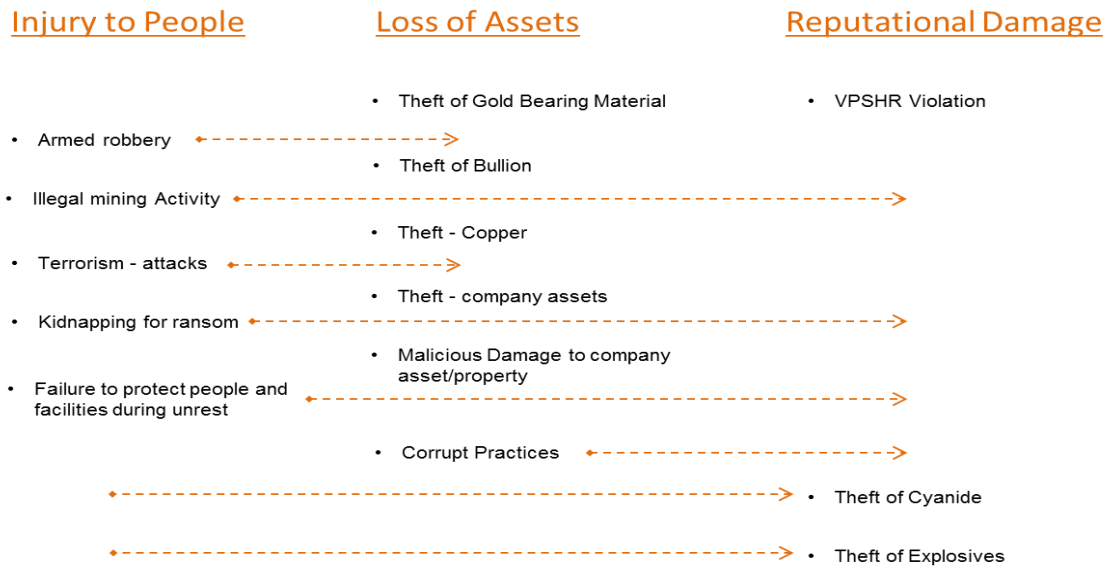 Injury to People
Loss of Assets
Reputational Damage
• Theft of Gold Bearing Material
• VPSHR Violation
• Armed robbery
• Theft of Bullion
• Illegal mining Activity
• Theft - Copper
• Terrorism - attacks
• Theft - company assets
• Kidnapping for ransom
• Malicious Damage to company
asset/property
• Failure to protect people and
facilities during unrest
• Corrupt Practices
• Theft of Cyanide
• Theft of Explosives